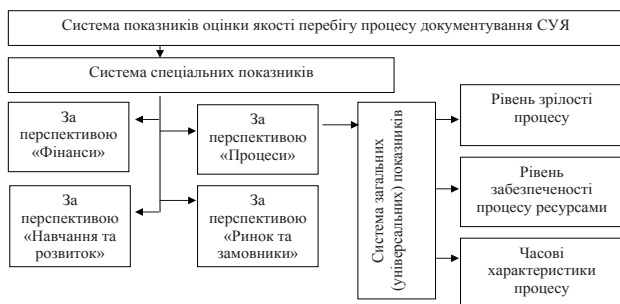 Система показників оцінки якості перебігу процесу документування СУЯ
Система спеціальних показників
За
перспективою
«Фінанси»
За
перспективою
«Процеси»
За
перспективою
«Навчання та
розвиток»
За
перспективою
«Ринок та
замовники»
Система загальних
(універсальних) показників
Рівень зрілості
процесу
Рівень
забезпеченості
процесу ресурсами
Часові
характеристики
процесу